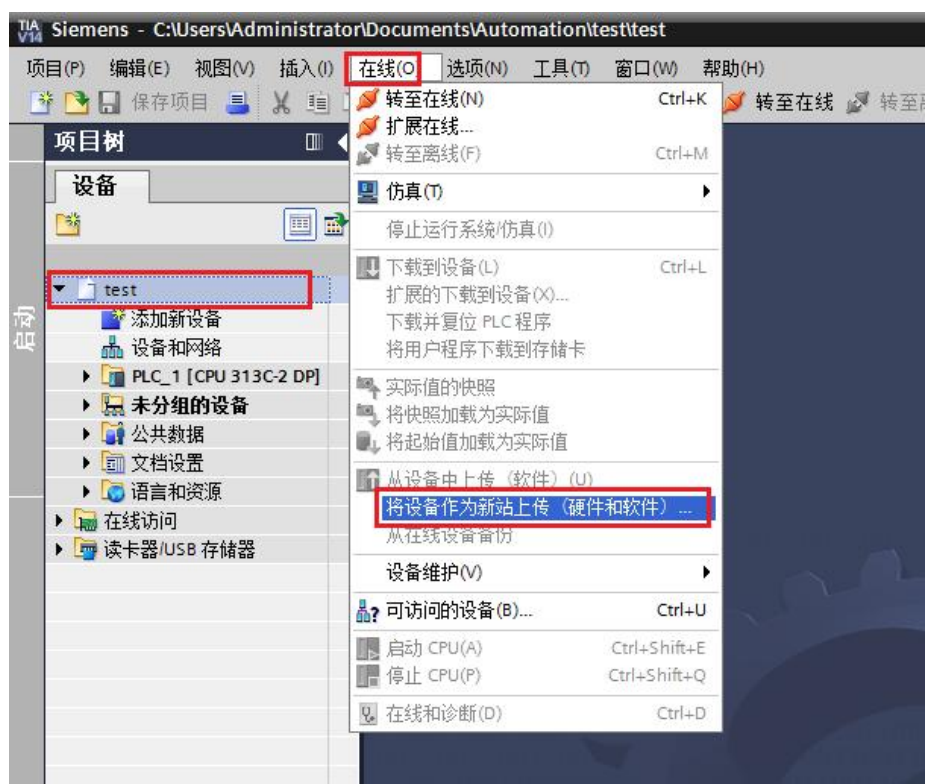 TIA V14 Siemens - C:\Users\Administrator\Documents\Automation\test\test
项目(P) 编辑(E) 视图(V) 插入(I) 在线(O) 选项(N) 工具(T) 窗口(W) 帮助(H)
保存项目 转至在线 转至
项目树
设备
启动
test
添加新设备
设备和网络
PLC_1 [CPU 313C-2 DP]
未分组的设备
公共数据
文档设置
语言和资源
在线访问
读卡器/USB 存储器
转至在线(N) Ctrl+K
扩展在线...
转至离线(F) Ctrl+M
仿真(T)
停止运行系统/仿真(I)
下载到设备(L) Ctrl+L
扩展的下载到设备(X)...
下载并复位 PLC 程序
将用户程序下载到存储卡
实际值的快照
将快照加载为实际值
将起始值加载为实际值
从设备中上传（软件）(U)
将设备作为新站上传（硬件和软件）...
从在线设备备份
设备维护(V)
可访问的设备(B)... Ctrl+U
启动 CPU(A) Ctrl+Shift+E
停止 CPU(P) Ctrl+Shift+Q
在线和诊断(D) Ctrl+D